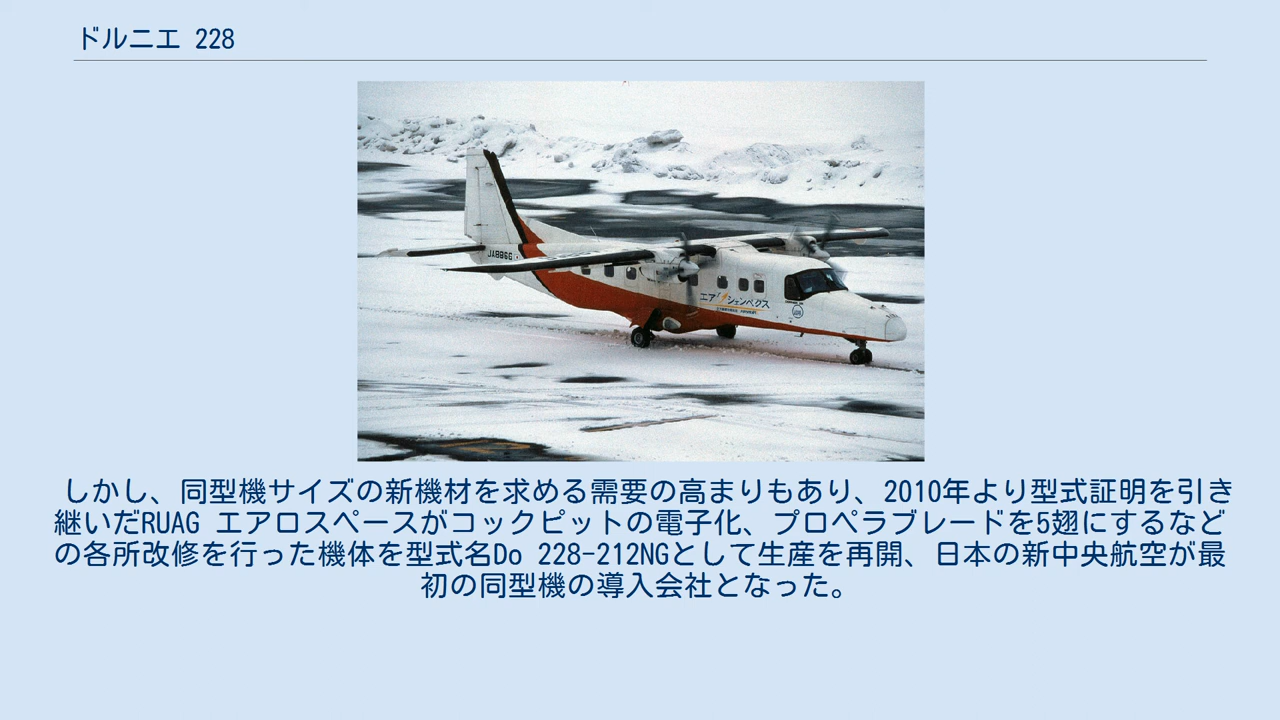 ドルニエ 228
JA8866
エア シェンペクス
しかし、同型機サイズの新機材を求める需要の高まりもあり、2010年より型式証明を引き
継いだRUAG エアロスペースがコックピットの電子化、プロペラブレードを5翅にするなど
の各所改修を行った機体を型式名Do 228-212NGとして生産を再開、日本の新中央航空が最
初の同型機の導入会社となった。